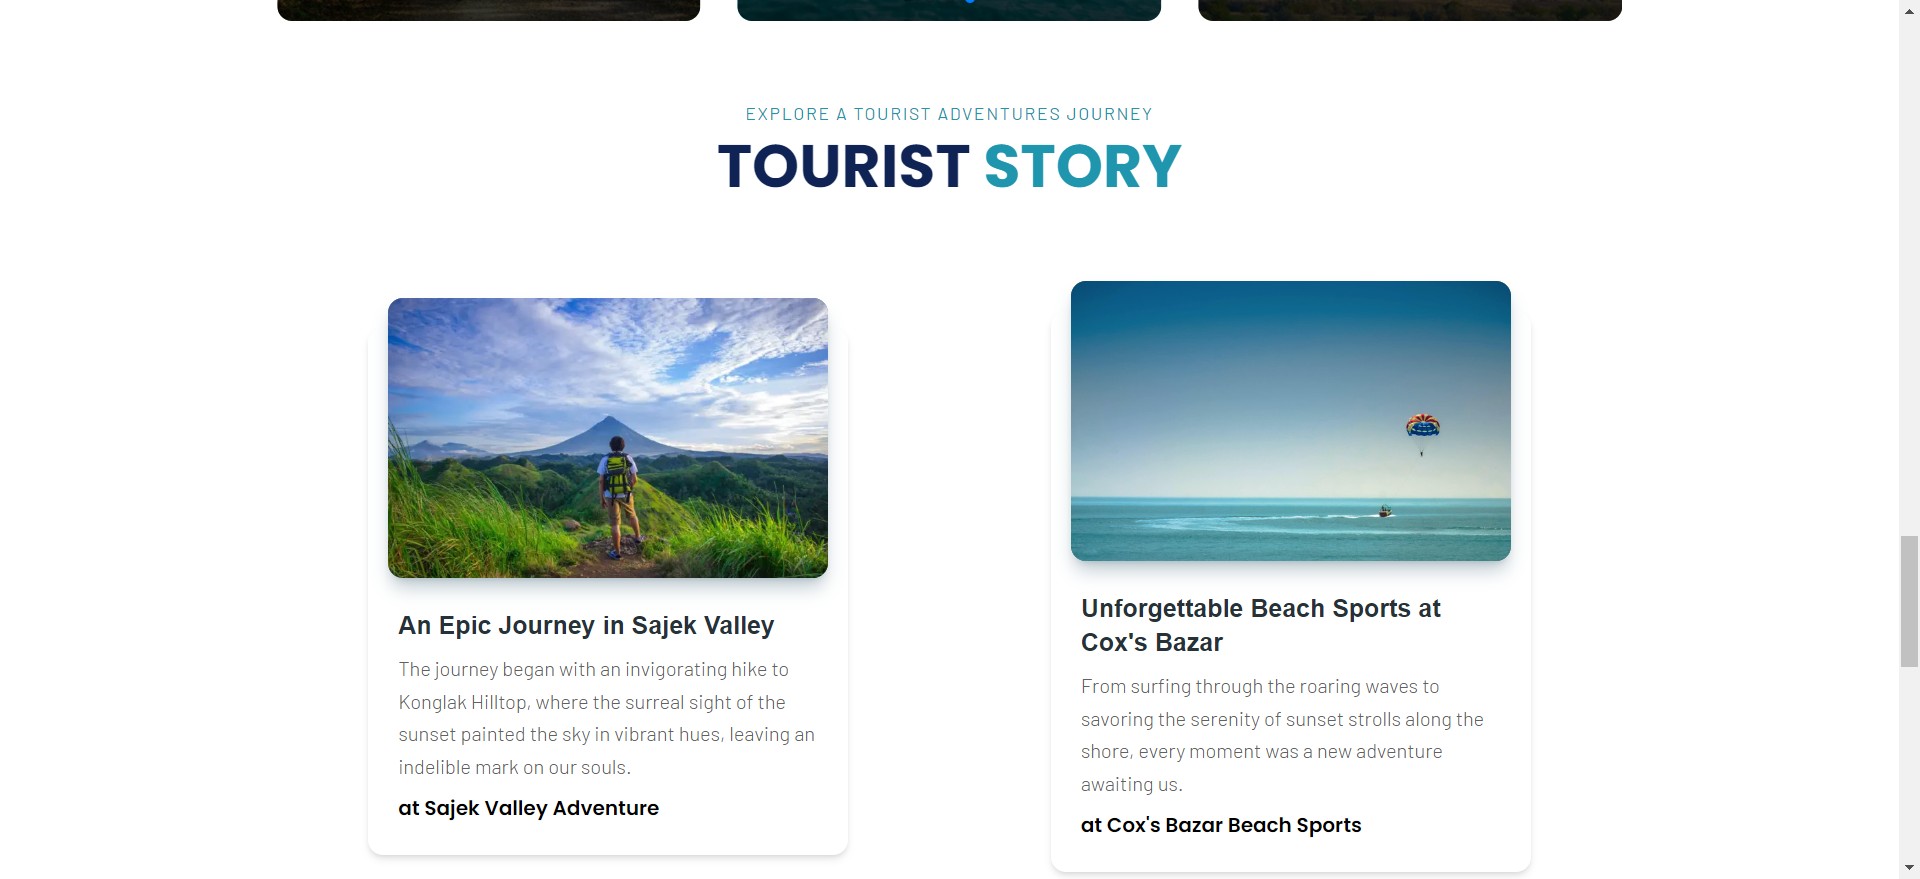 EXPLORE A TOURIST ADVENTURES JOURNEY
TOURIST STORY
An Epic Journey in Sajek Valley
The journey began with an invigorating hike to
Konglak Hilltop, where the surreal sight of the
sunset painted the sky in vibrant hues, leaving an
indelible mark on our souls.
at Sajek Valley Adventure
Unforgettable Beach Sports at
Cox's Bazar
From surfing through the roaring waves to
savoring the serenity of sunset strolls along the
shore, every moment was a new adventure
awaiting us.
at Cox's Bazar Beach Sports